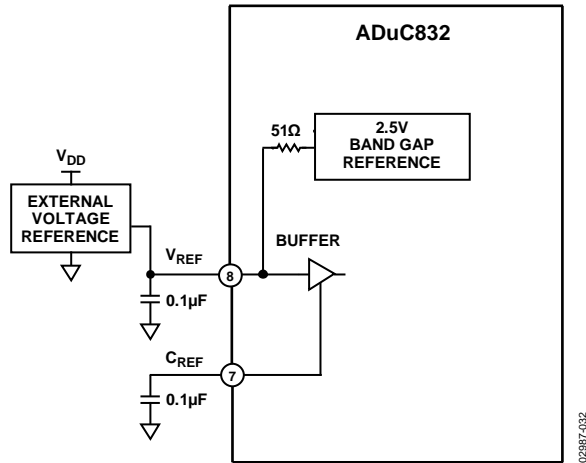 ADuC832
51Ω
2.5V
BAND GAP
REFERENCE
VDD
EXTERNAL
VOLTAGE
REFERENCE
VREF
BUFFER
8
0.1µF
CREF
7
0.1µF
02987-032